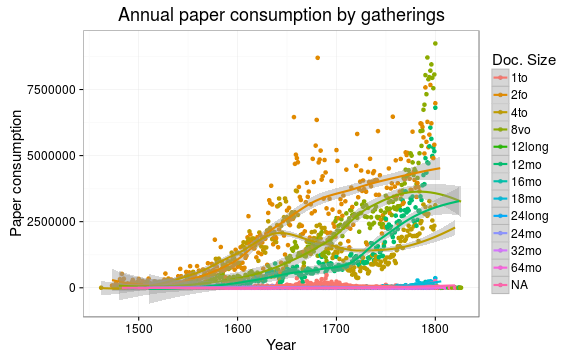 Annual paper consumption by gatherings
Paper consumption
7500000
5000000
2500000
0
1500
1600
1700
1800
Year
Doc. Size
1to
2fo
4to
8vo
12long
12mo
16mo
18mo
24long
24mo
32mo
64mo
NA